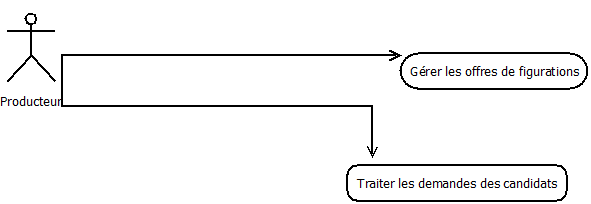 Gérer les offres de figurations
Producteur
Traiter les demandes des candidats